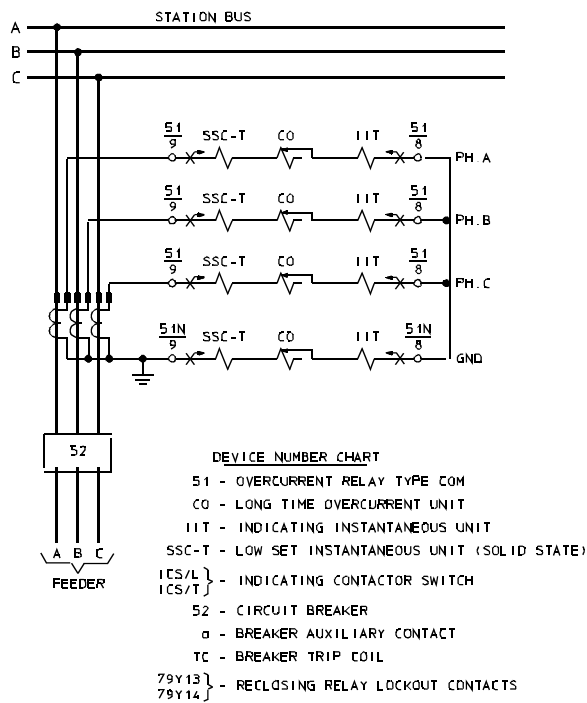 STATION BUS
A
B
C
51/9 SSC-T CO IIT 51/8 PH.A
51/9 SSC-T CO IIT 51/8 PH.B
51/9 SSC-T CO IIT 51/8 PH.C
51N/9 SSC-T CO IIT 51N/8 GND
52
A B C
FEEDER
DEVICE NUMBER CHART
51 - OVERCURRENT RELAY TYPE COM
CO - LONG TIME OVERCURRENT UNIT
IIT - INDICATING INSTANTANEOUS UNIT
SSC-T - LOW SET INSTANTANEOUS UNIT (SOLID STATE)
ICS/L
ICS/T } - INDICATING CONTACTOR SWITCH
52 - CIRCUIT BREAKER
a - BREAKER AUXILIARY CONTACT
TC - BREAKER TRIP COIL
79Y13
79Y14 } - RECLOSING RELAY LOCKOUT CONTACTS